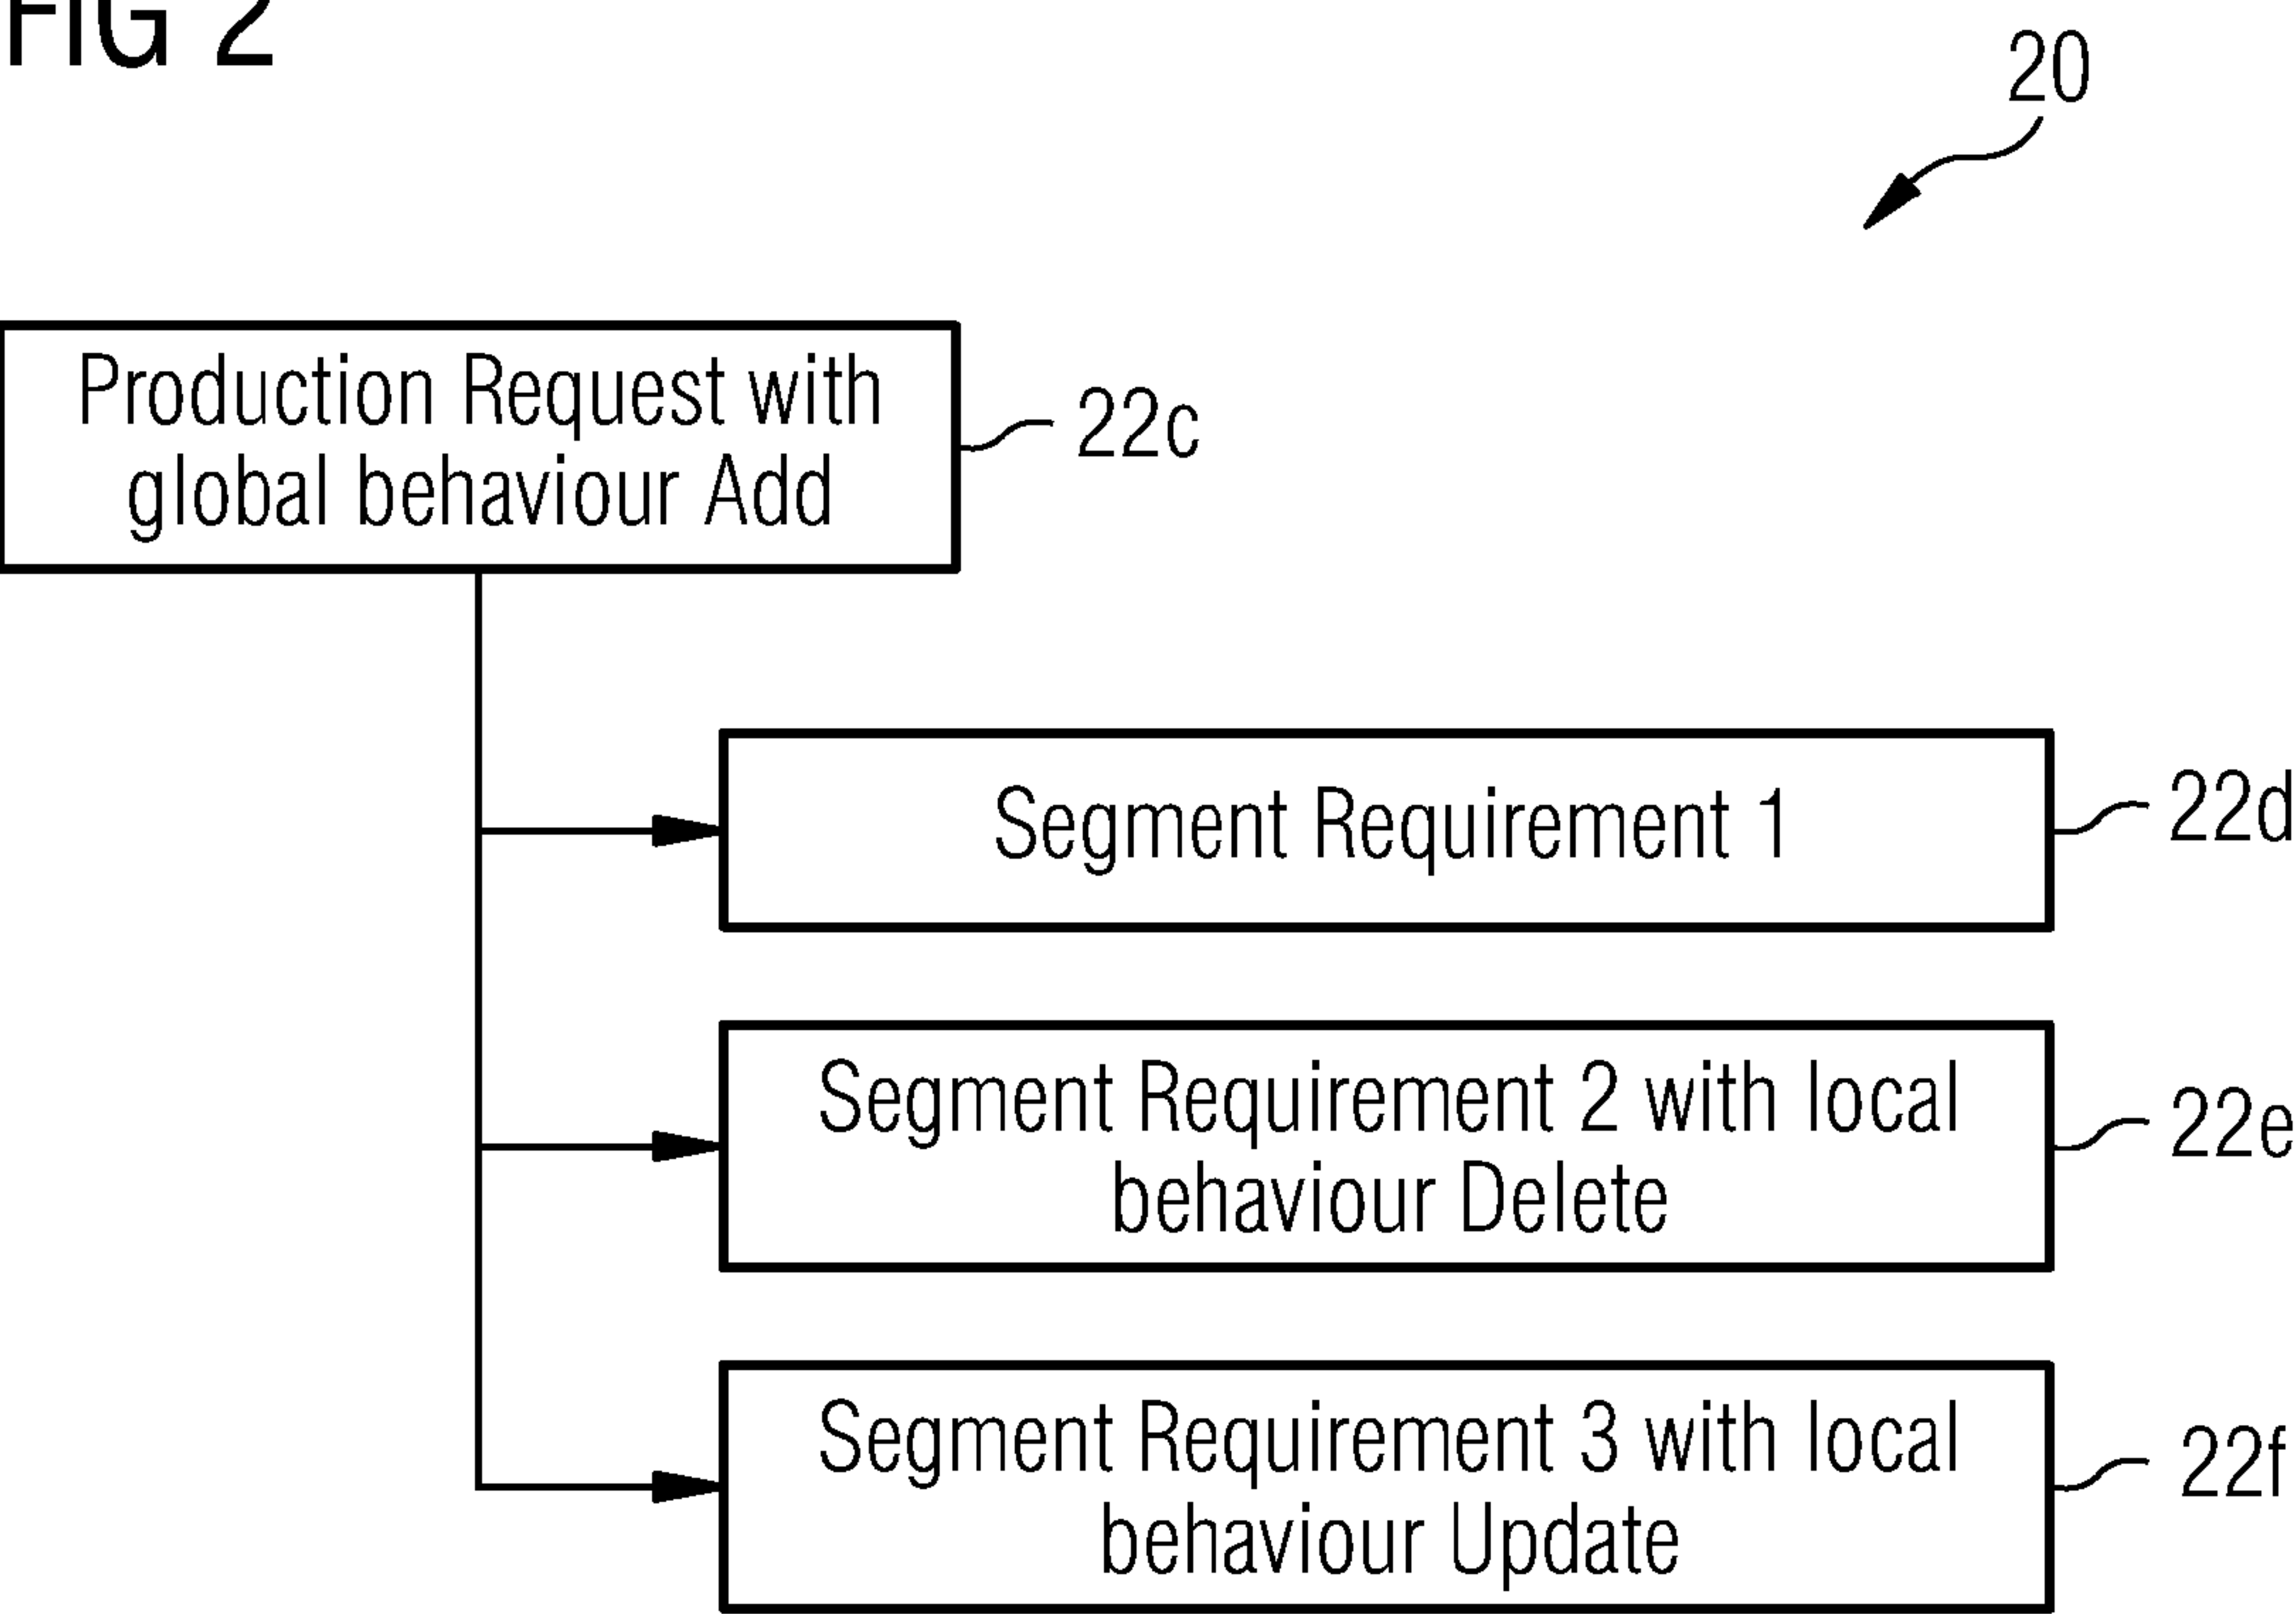 FIG 2
20
Production Request with
global behaviour Add
22c
Segment Requirement 1
22d
Segment Requirement 2 with local
behaviour Delete
22e
Segment Requirement 3 with local
behaviour Update
22f